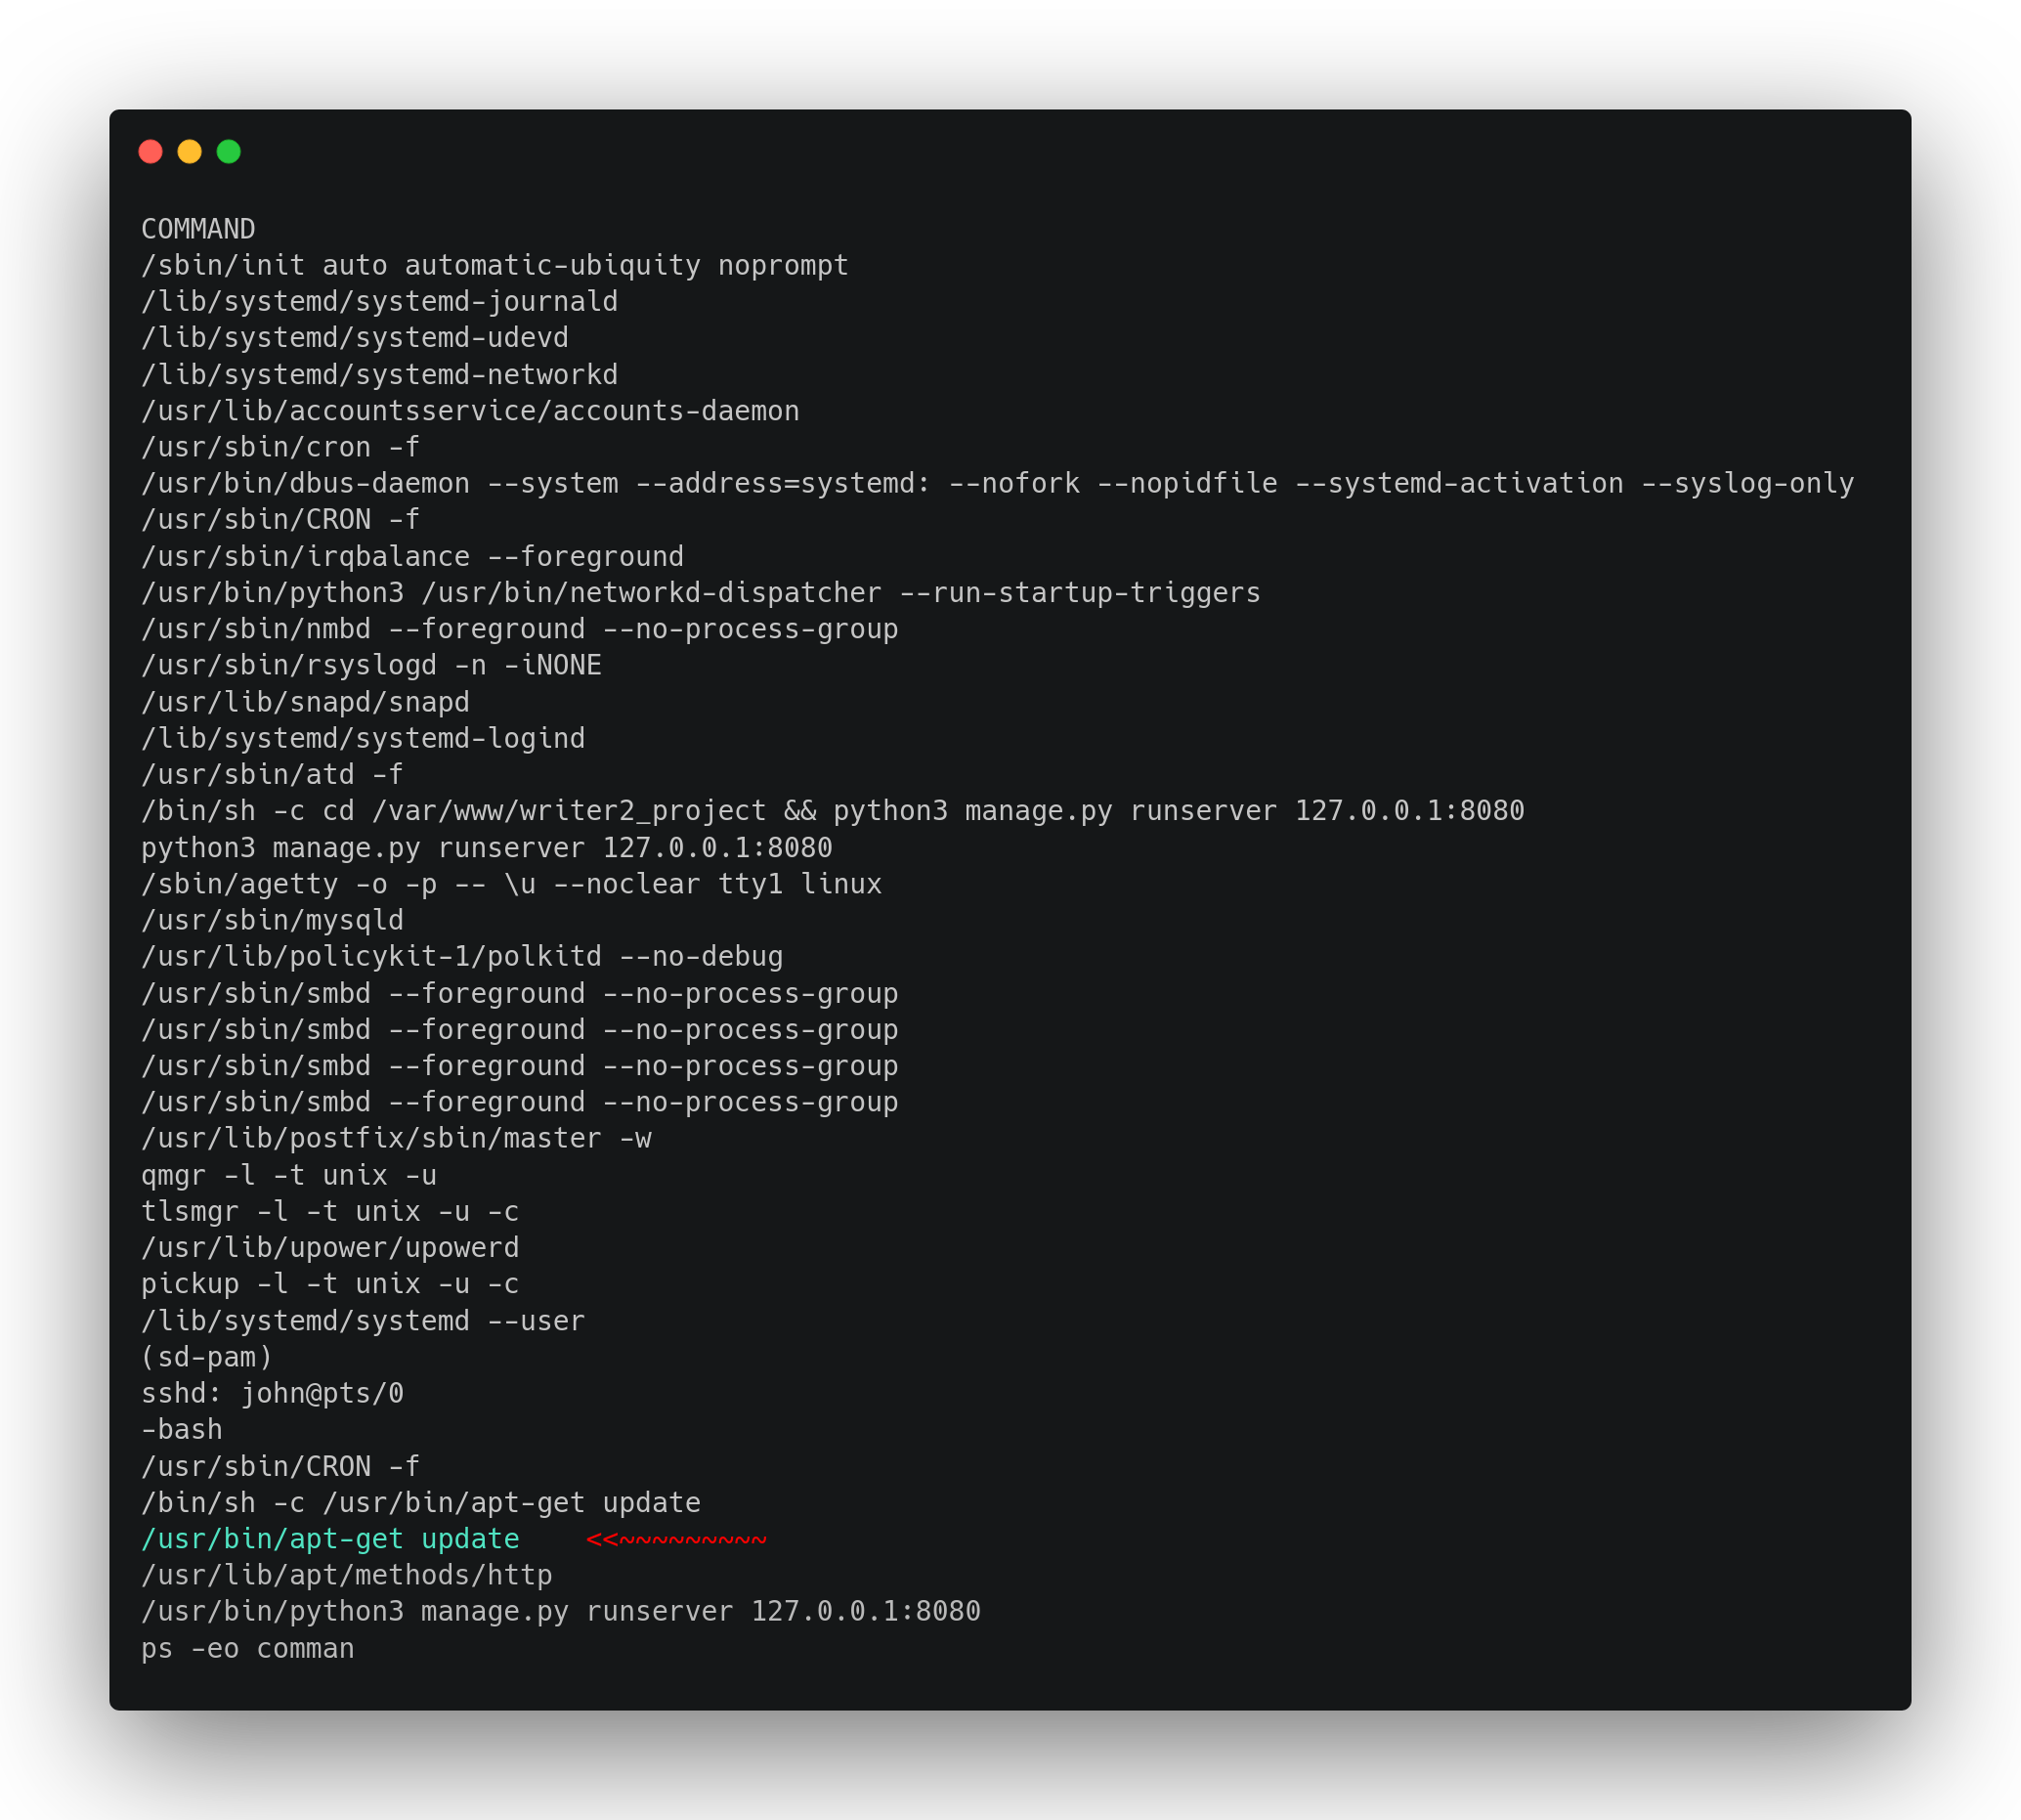 COMMAND
/sbin/init auto automatic-ubiquity noprompt
/lib/systemd/systemd-journald
/lib/systemd/systemd-udevd
/lib/systemd/systemd-networkd
/usr/lib/accountsservice/accounts-daemon
/usr/sbin/cron -f
/usr/bin/dbus-daemon --system --address=systemd: --nofork --nopidfile --systemd-activation --syslog-only
/usr/sbin/CRON -f
/usr/sbin/irqbalance --foreground
/usr/bin/python3 /usr/bin/networkd-dispatcher --run-startup-triggers
/usr/sbin/nmbd --foreground --no-process-group
/usr/sbin/rsyslogd -n -iNONE
/usr/lib/snapd/snapd
/lib/systemd/systemd-logind
/usr/sbin/atd -f
/bin/sh -c cd /var/www/writer2_project && python3 manage.py runserver 127.0.0.1:8080
python3 manage.py runserver 127.0.0.1:8080
/sbin/agetty -o -p -- \u --noclear tty1 linux
/usr/sbin/mysqld
/usr/lib/policykit-1/polkitd --no-debug
/usr/sbin/smbd --foreground --no-process-group
/usr/sbin/smbd --foreground --no-process-group
/usr/sbin/smbd --foreground --no-process-group
/usr/sbin/smbd --foreground --no-process-group
/usr/lib/postfix/sbin/master -w
qmgr -l -t unix -u
tlsmgr -l -t unix -u -c
/usr/lib/upower/upowerd
pickup -l -t unix -u -c
/lib/systemd/systemd --user
(sd-pam)
sshd: john@pts/0
-bash
/usr/sbin/CRON -f
/bin/sh -c /usr/bin/apt-get update
/usr/bin/apt-get update    <<~~~~~~~~~
/usr/lib/apt/methods/http
/usr/bin/python3 manage.py runserver 127.0.0.1:8080
ps -eo comman